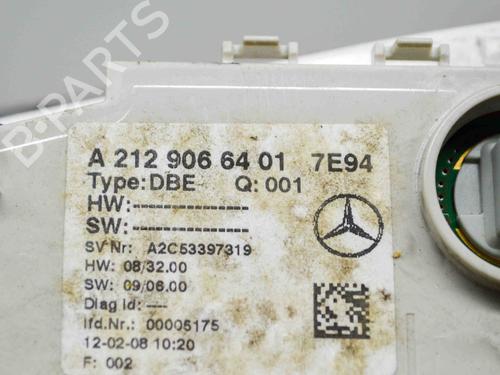 B-PARTS
A 212 906 64 01 7E94
Type: DBE Q: 001
HW:--------------------
SW:--------------------
SV Nr: A2C53397319
HW: 08/32.00
SW: 09/06.00
Diag Id: ----
lfd.Nr.: 00005175
12-02-08 10:20
F: 002